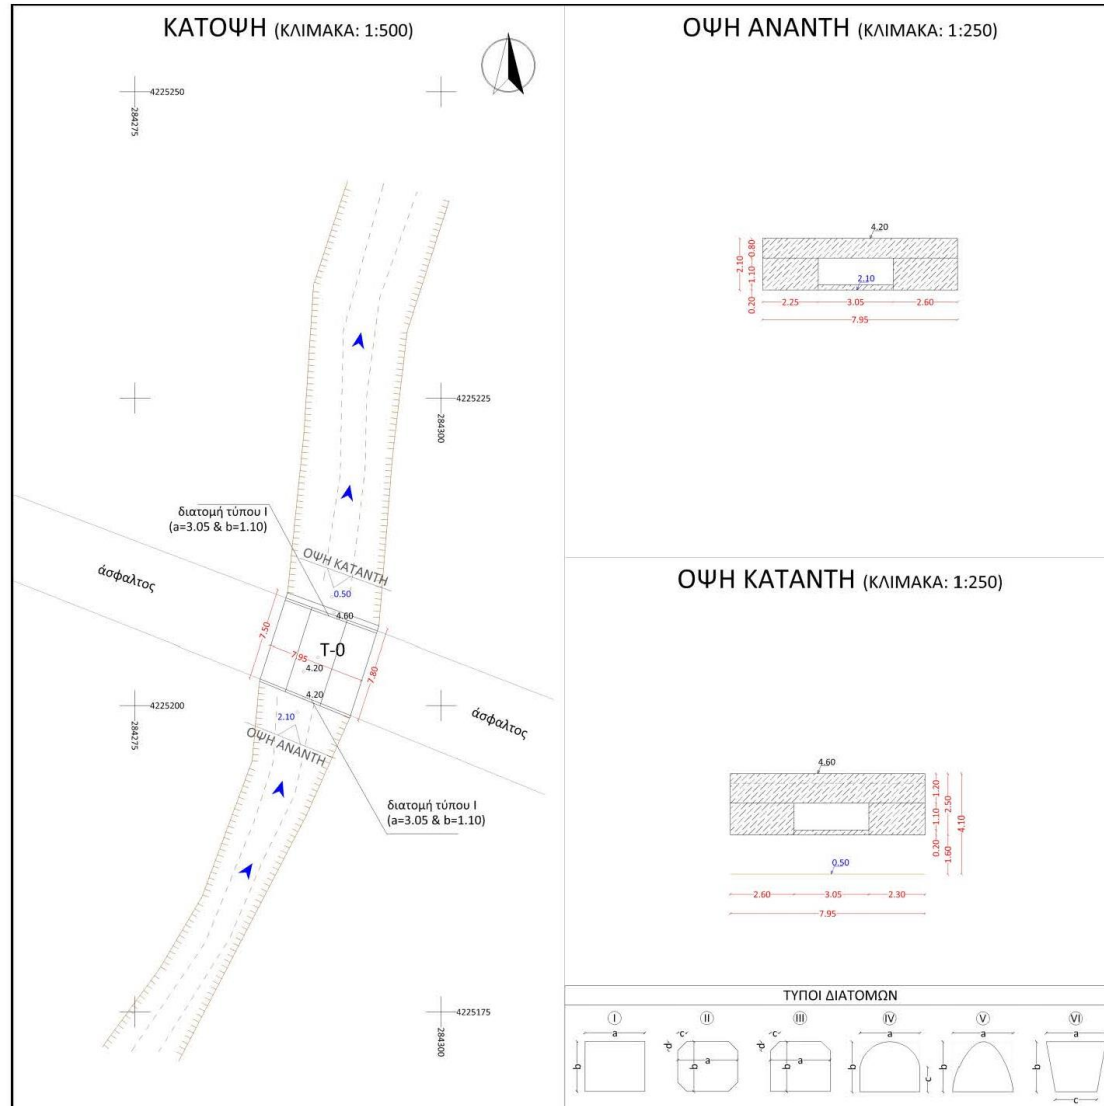 ΚΑΤΟΨΗ (ΚΛΙΜΑΚΑ: 1:500)
4225250
284275
4225225
284300
διατομή τύπου Ι
(a=3.05 & b=1.10)
ΟΨΗ ΚΑΤΑΝΤΗ
άσφαλτος
0.50
4.60
7.50
T-0
7.95
4.20
7.80
4.20
4225200
284275
2.10
ΟΨΗ ΑΝΑΝΤΗ
άσφαλτος
διατομή τύπου Ι
(a=3.05 & b=1.10)
4225175
284300
ΟΨΗ ΑΝΑΝΤΗ (ΚΛΙΜΑΚΑ: 1:250)
4.20
2.10
0.80
1.10
0.20
2.10
2.25
3.05
2.60
7.95
ΟΨΗ ΚΑΤΑΝΤΗ (ΚΛΙΜΑΚΑ: 1:250)
4.60
1.20
1.10
0.20
2.50
1.60
4.10
0.50
2.60
3.05
2.30
7.95
ΤΥΠΟΙ ΔΙΑΤΟΜΩΝ
I
II
III
IV
V
VI
a
b
c
d
a
b
c
d
a
b
a
b
c
a
b
a
b
c